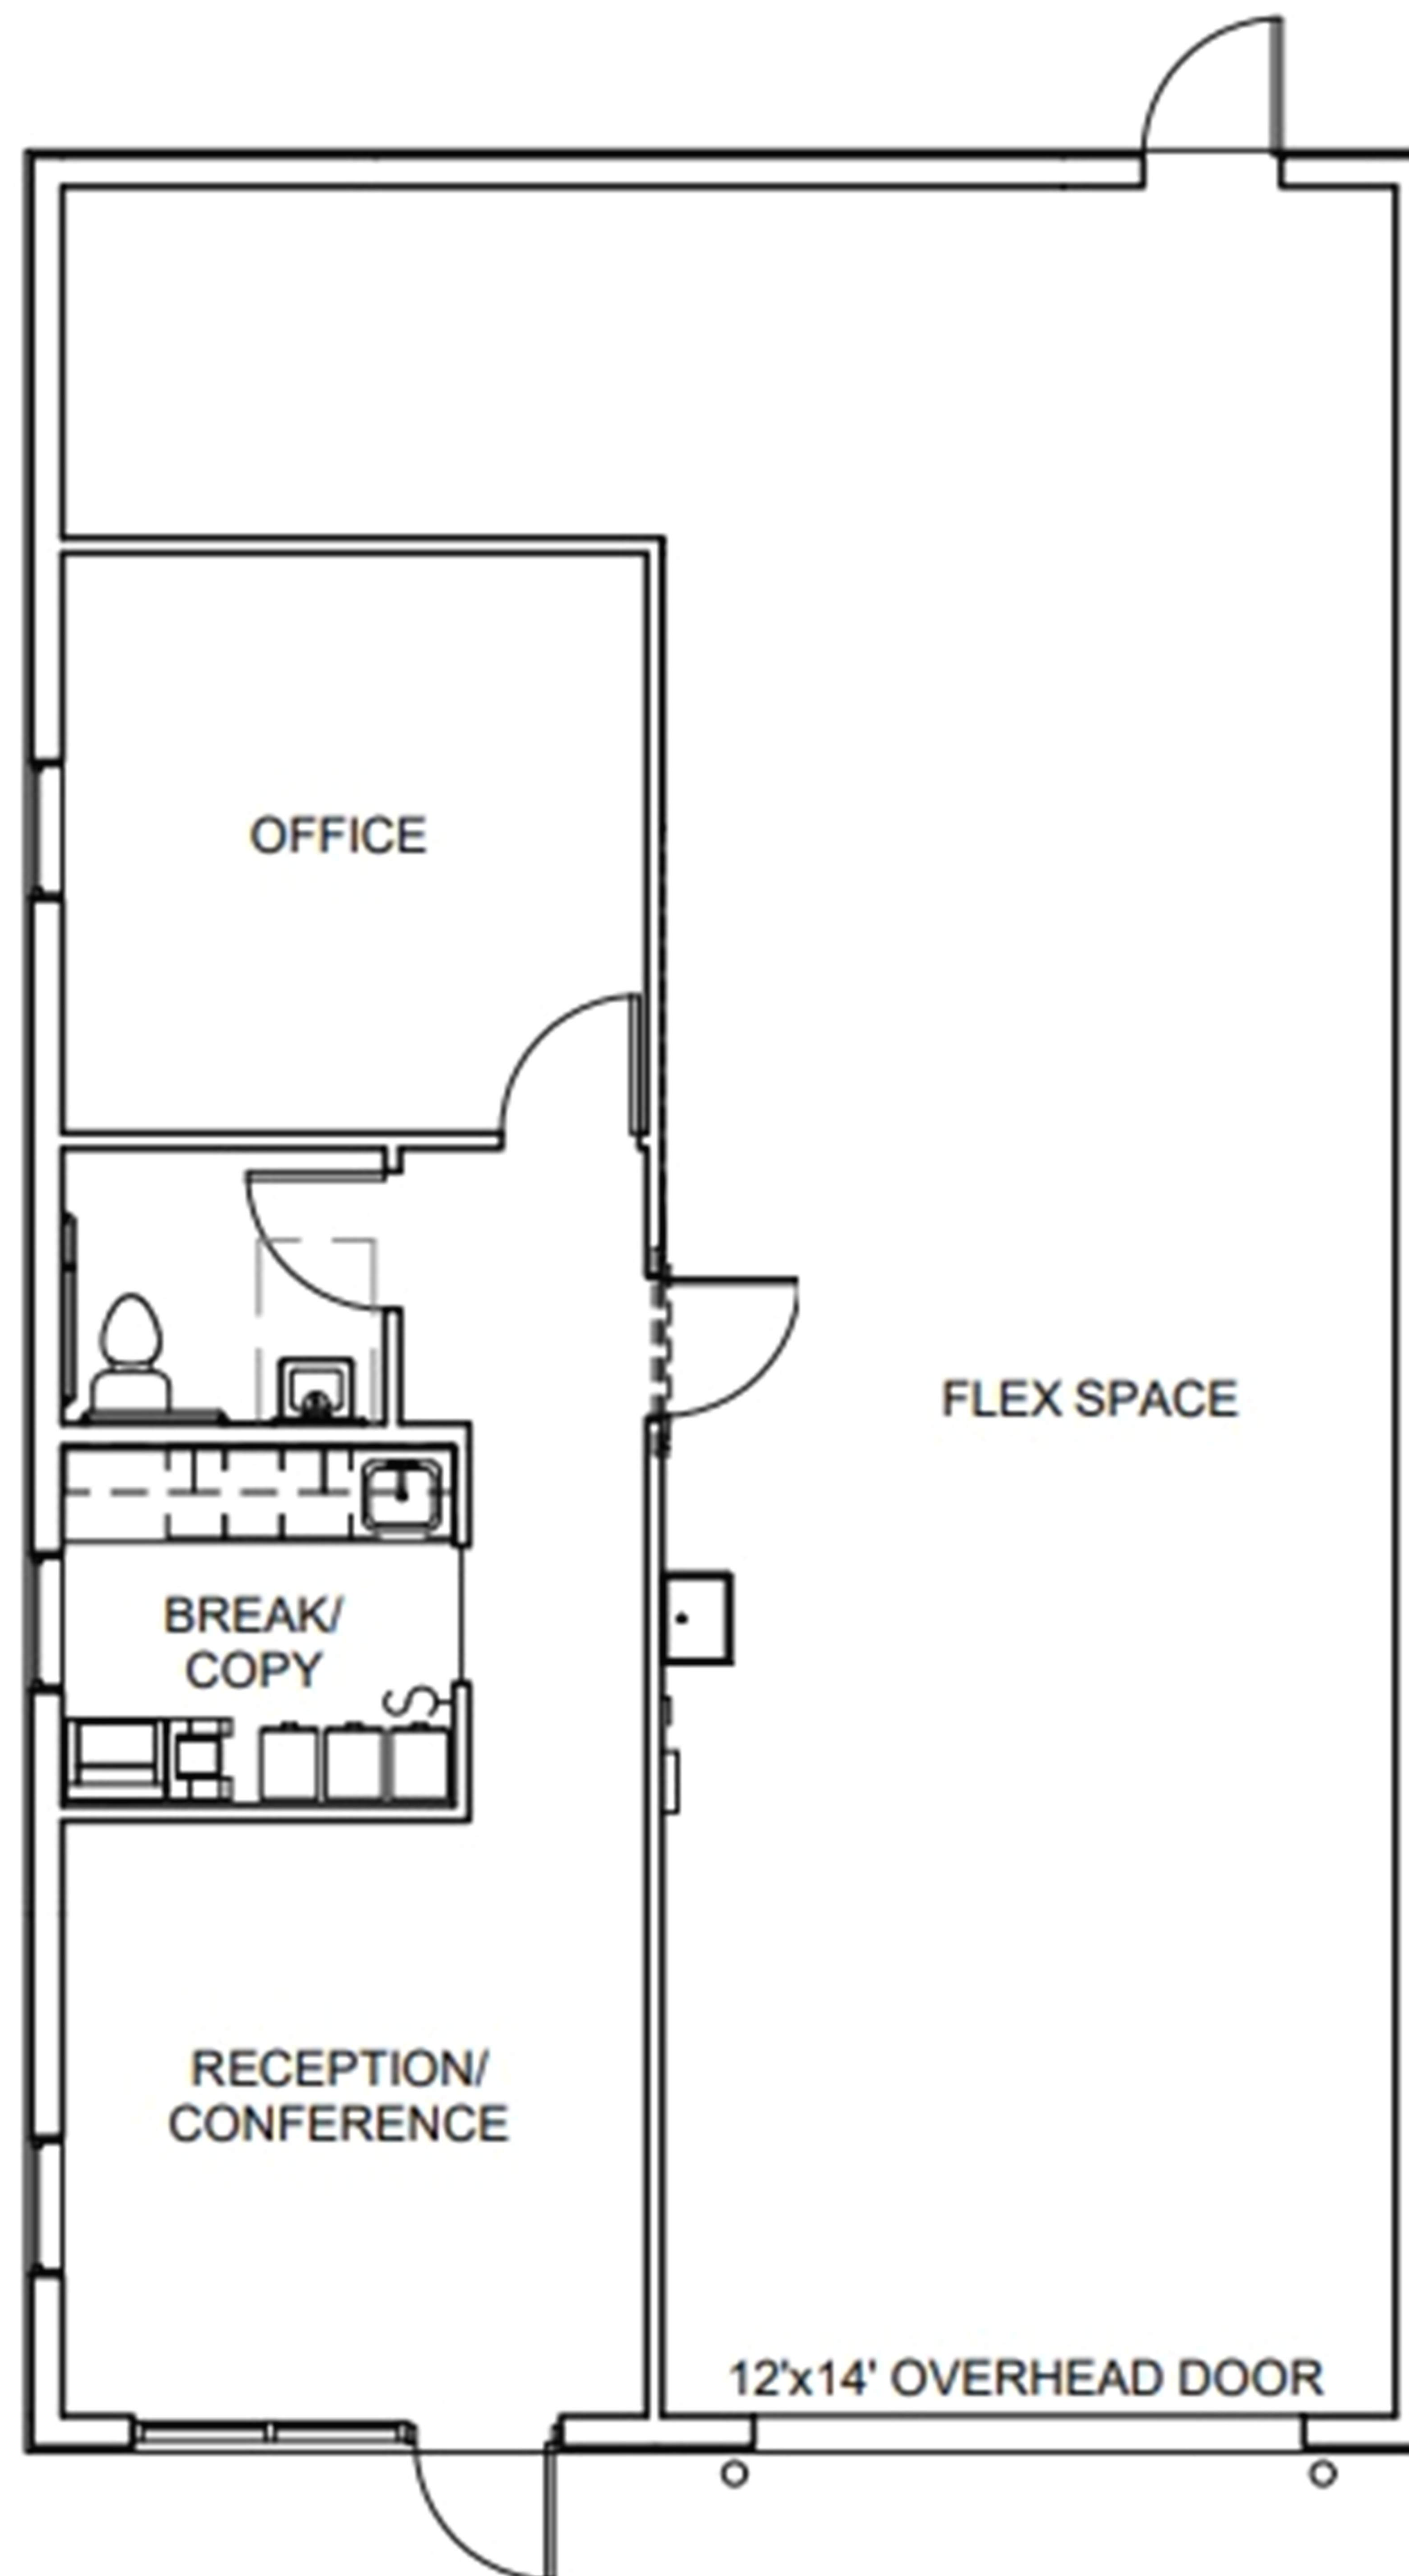 OFFICE
FLEX SPACE
BREAK/
COPY
RECEPTION/
CONFERENCE
12'x14' OVERHEAD DOOR